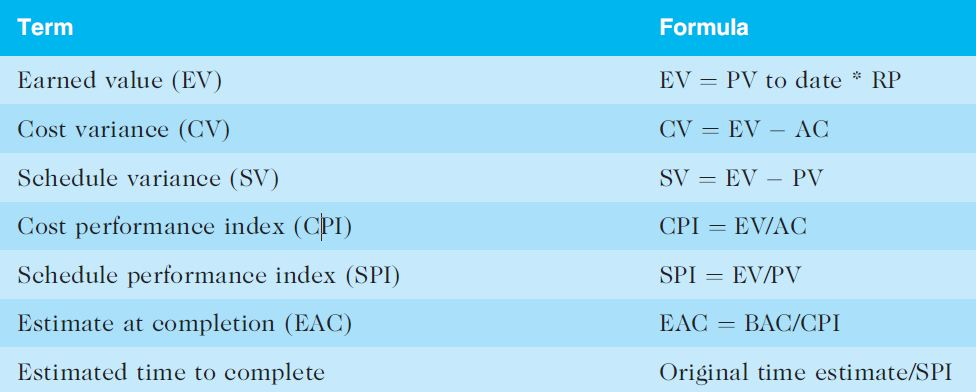 Term Formula
Earned value (EV) EV = PV to date * RP
Cost variance (CV) CV = EV − AC
Schedule variance (SV) SV = EV − PV
Cost performance index (CPI) CPI = EV/AC
Schedule performance index (SPI) SPI = EV/PV
Estimate at completion (EAC) EAC = BAC/CPI
Estimated time to complete Original time estimate/SPI